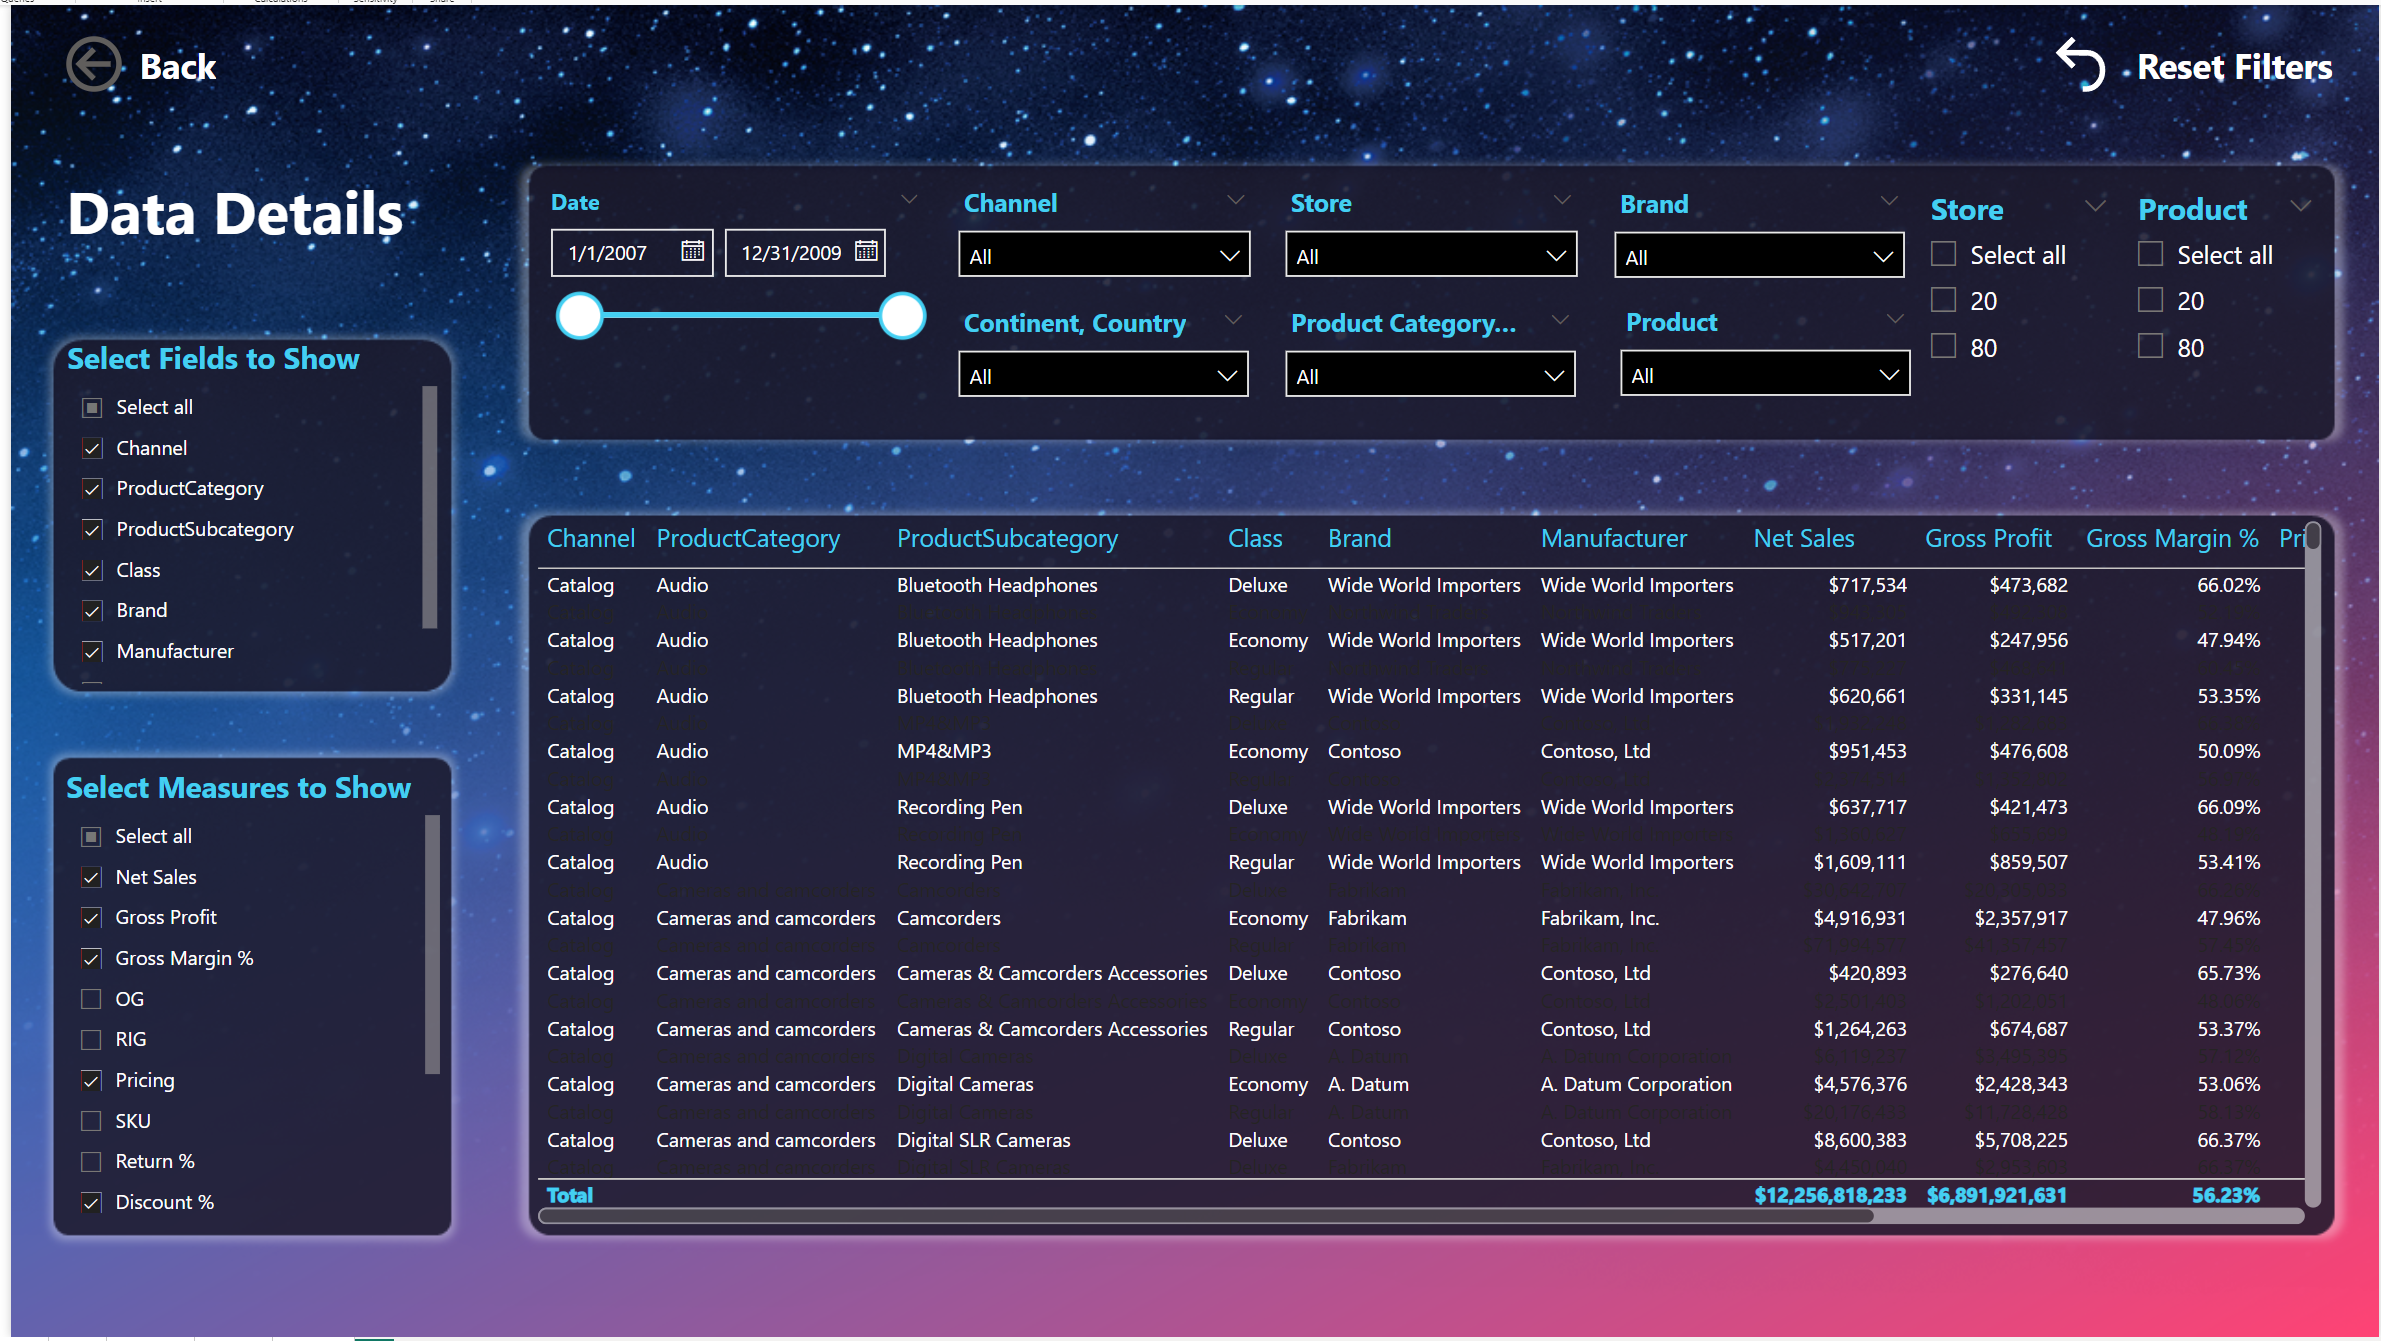 Back
Reset Filters
Data Details
Date
1/1/2007
12/31/2009
Channel
All
Store
All
Brand
All
Continent, Country
All
Product Category...
All
Product
All
Store
Select all
20
80
Product
Select all
20
80
Select Fields to Show
Select all
Channel
ProductCategory
ProductSubcategory
Class
Brand
Manufacturer
Select Measures to Show
Select all
Net Sales
Gross Profit
Gross Margin %
OG
RIG
Pricing
SKU
Return %
Discount %
Channel ProductCategory ProductSubcategory Class Brand Manufacturer Net Sales Gross Profit Gross Margin % Pri
Catalog Audio Bluetooth Headphones Deluxe Wide World Importers Wide World Importers $717,534 $473,682 66.02%
Catalog Audio Bluetooth Headphones Economy Wide World Importers Wide World Importers $517,201 $247,956 47.94%
Catalog Audio Bluetooth Headphones Regular Wide World Importers Wide World Importers $620,661 $331,145 53.35%
Catalog Audio MP4&MP3 Economy Contoso Contoso, Ltd $951,453 $476,608 50.09%
Catalog Audio Recording Pen Deluxe Wide World Importers Wide World Importers $637,717 $421,473 66.09%
Catalog Audio Recording Pen Regular Wide World Importers Wide World Importers $1,609,111 $859,507 53.41%
Catalog Cameras and camcorders Camcorders Economy Fabrikam Fabrikam, Inc. $4,916,931 $2,357,917 47.96%
Catalog Cameras and camcorders Cameras & Camcorders Accessories Deluxe Contoso Contoso, Ltd $420,893 $276,640 65.73%
Catalog Cameras and camcorders Cameras & Camcorders Accessories Regular Contoso Contoso, Ltd $1,264,263 $674,687 53.37%
Catalog Cameras and camcorders Digital Cameras Economy A. Datum A. Datum Corporation $4,576,376 $2,428,343 53.06%
Catalog Cameras and camcorders Digital SLR Cameras Deluxe Contoso Contoso, Ltd $8,600,383 $5,708,225 66.37%
Total $12,256,818,233 $6,891,921,631 56.23%